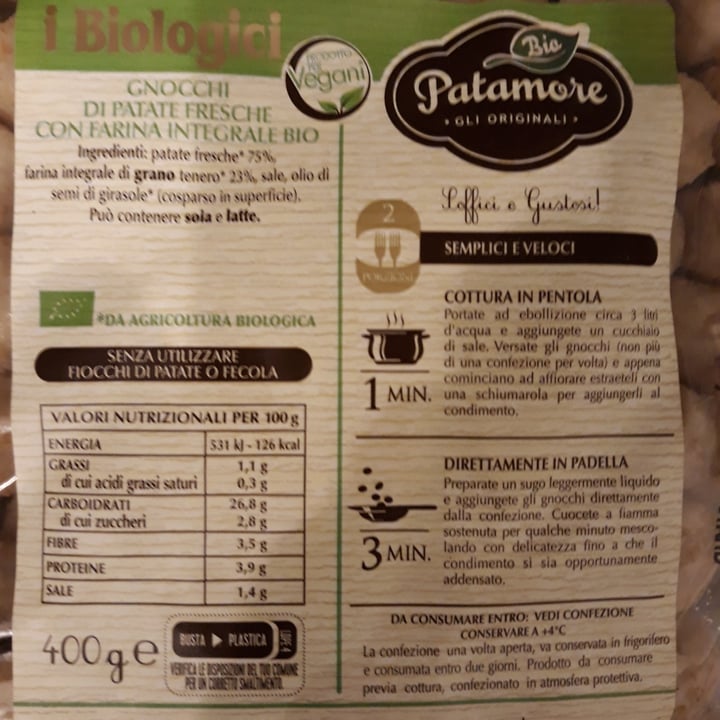 i Biologici
PRODOTTO
PER
Vegani
GNOCCHI
DI PATATE FRESCHE
CON FARINA INTEGRALE BIO
Ingredienti: patate fresche* 75%,
farina integrale di grano tenero* 23%, sale, olio di
semi di girasole* (cosparso in superficie).
Può contenere soia e latte.
*DA AGRICOLTURA BIOLOGICA
SENZA UTILIZZARE
FIOCCHI DI PATATE O FECOLA
VALORI NUTRIZIONALI PER 100 g
ENERGIA 531 kJ - 126 kcal
GRASSI 1,1 g
di cui acidi grassi saturi 0,3 g
CARBOIDRATI 26,8 g
di cui zuccheri 2,8 g
FIBRE 3,5 g
PROTEINE 3,9 g
SALE 1,4 g
400g e
BUSTA ▶ PLASTICA
VERIFICA LE DISPOSIZIONI DEL TUO COMUNE
PER UN CORRETTO SMALTIMENTO.
Bio
Patamore
• GLI ORIGINALI •
Soffici e Gustosi!
2
PORZIONI
SEMPLICI E VELOCI
COTTURA IN PENTOLA
Portate ad ebollizione circa 3 litri
d'acqua e aggiungete un cucchiaio
di sale. Versate gli gnocchi (non più
di una confezione per volta) e appena
cominciano ad affiorare estraeteli con
una schiumarola per aggiungerli al
condimento.
1 MIN.
DIRETTAMENTE IN PADELLA
Preparate un sugo leggermente liquido
e aggiungete gli gnocchi direttamente
dalla confezione. Cuocete a fiamma
sostenuta per qualche minuto mesco-
lando con delicatezza fino a che il
condimento si sia opportunamente
addensato.
3 MIN.
DA CONSUMARE ENTRO: VEDI CONFEZIONE
CONSERVARE A +4°C
La confezione una volta aperta, va conservata in frigorifero
e consumata entro due giorni. Prodotto da consumare
previa cottura, confezionato in atmosfera protettiva.